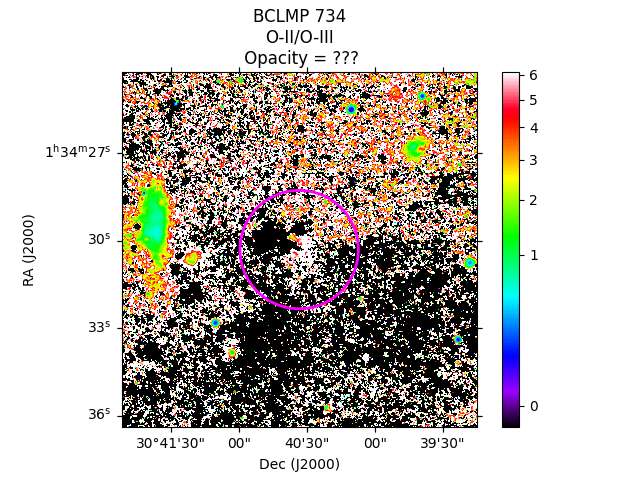 BCLMP 734
O-II/O-III
Opacity = ???
1ʰ34ᵐ27ˢ
30ˢ
33ˢ
36ˢ
RA (J2000)
30°41'30" 00" 40'30" 00" 39'30"
Dec (J2000)
6
5
4
3
2
1
0